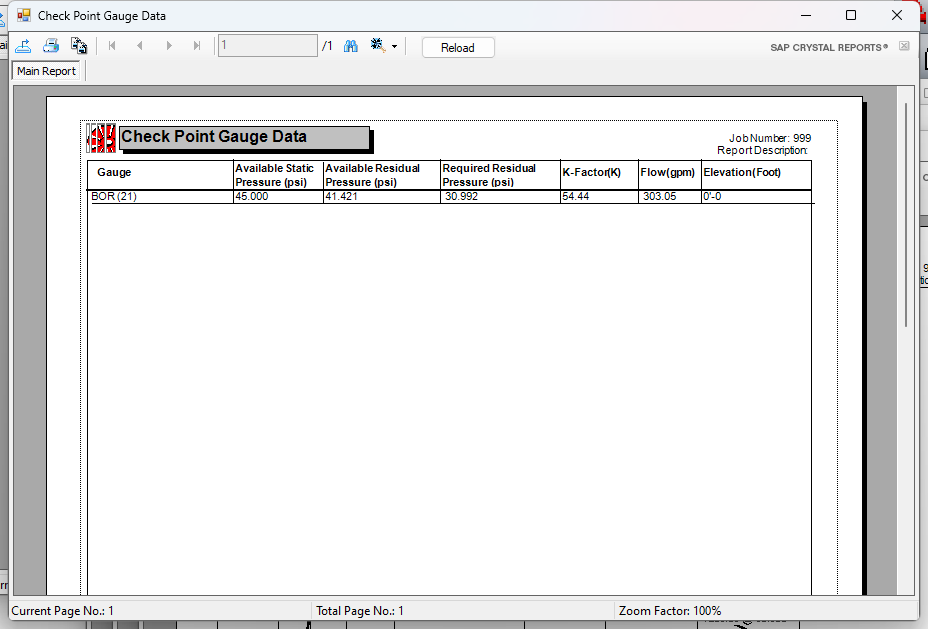 Check Point Gauge Data
1 /1 Reload SAP CRYSTAL REPORTS®
Main Report
Check Point Gauge Data
Job Number: 999
Report Description:
Gauge Available Static Pressure (psi) Available Residual Pressure (psi) Required Residual Pressure (psi) K-Factor(K) Flow(gpm) Elevation(Foot)
BOR (21) 45.000 41.421 30.992 54.44 303.05 0'-0
Current Page No.: 1 Total Page No.: 1 Zoom Factor: 100%